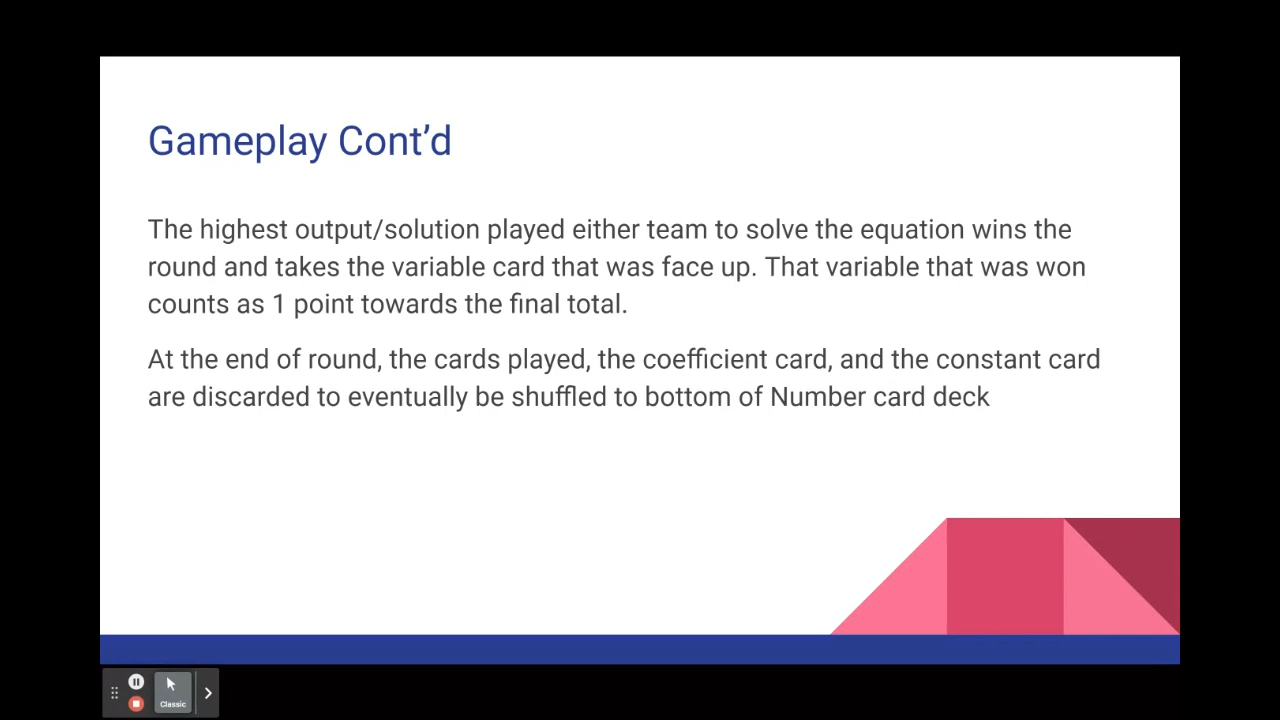 Gameplay Cont’d
The highest output/solution played either team to solve the equation wins the
round and takes the variable card that was face up. That variable that was won
counts as 1 point towards the final total.
At the end of round, the cards played, the coefficient card, and the constant card
are discarded to eventually be shuffled to bottom of Number card deck
Classic